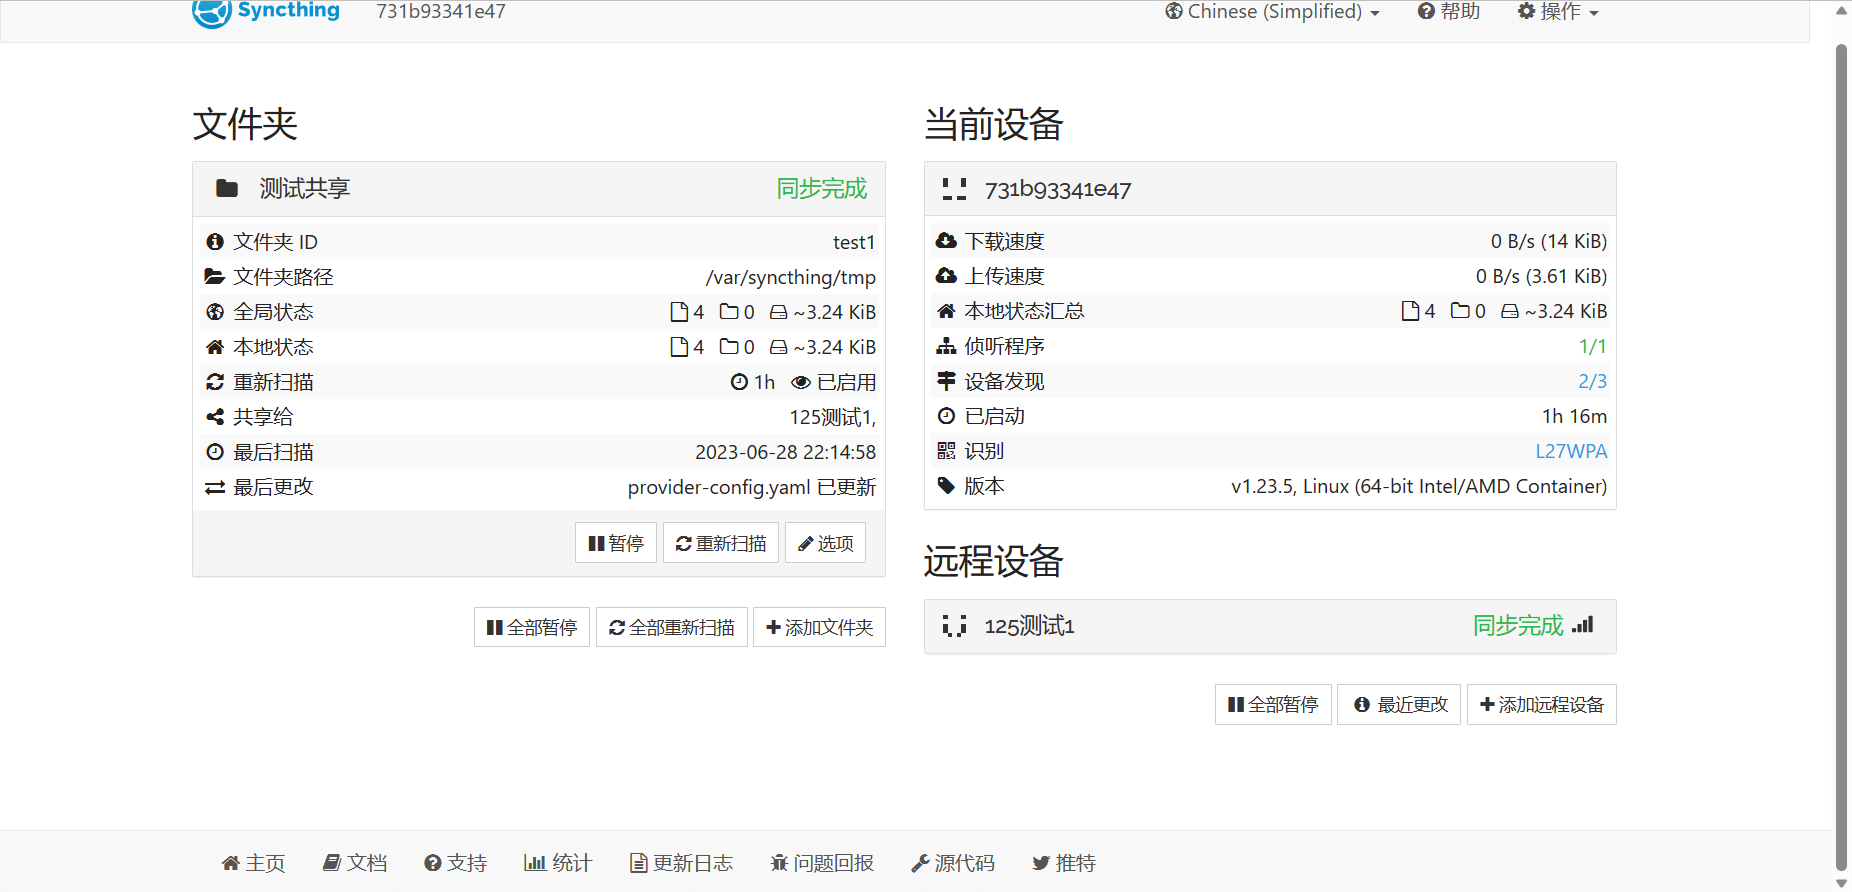 Syncthing 731b93341e47 Chinese (Simplified) 帮助 操作
文件夹
测试共享 同步完成
文件夹 ID test1
文件夹路径 /var/syncthing/tmp
全局状态 4 0 ~3.24 KiB
本地状态 4 0 ~3.24 KiB
重新扫描 1h 已启用
共享给 125测试1,
最后扫描 2023-06-28 22:14:58
最后更改 provider-config.yaml 已更新
暂停 重新扫描 选项
全部暂停 全部重新扫描 添加文件夹
当前设备
731b93341e47
下载速度 0 B/s (14 KiB)
上传速度 0 B/s (3.61 KiB)
本地状态汇总 4 0 ~3.24 KiB
侦听程序 1/1
设备发现 2/3
已启动 1h 16m
识别 L27WPA
版本 v1.23.5, Linux (64-bit Intel/AMD Container)
远程设备
125测试1 同步完成
全部暂停 最近更改 添加远程设备
主页 文档 支持 统计 更新日志 问题回报 源代码 推特